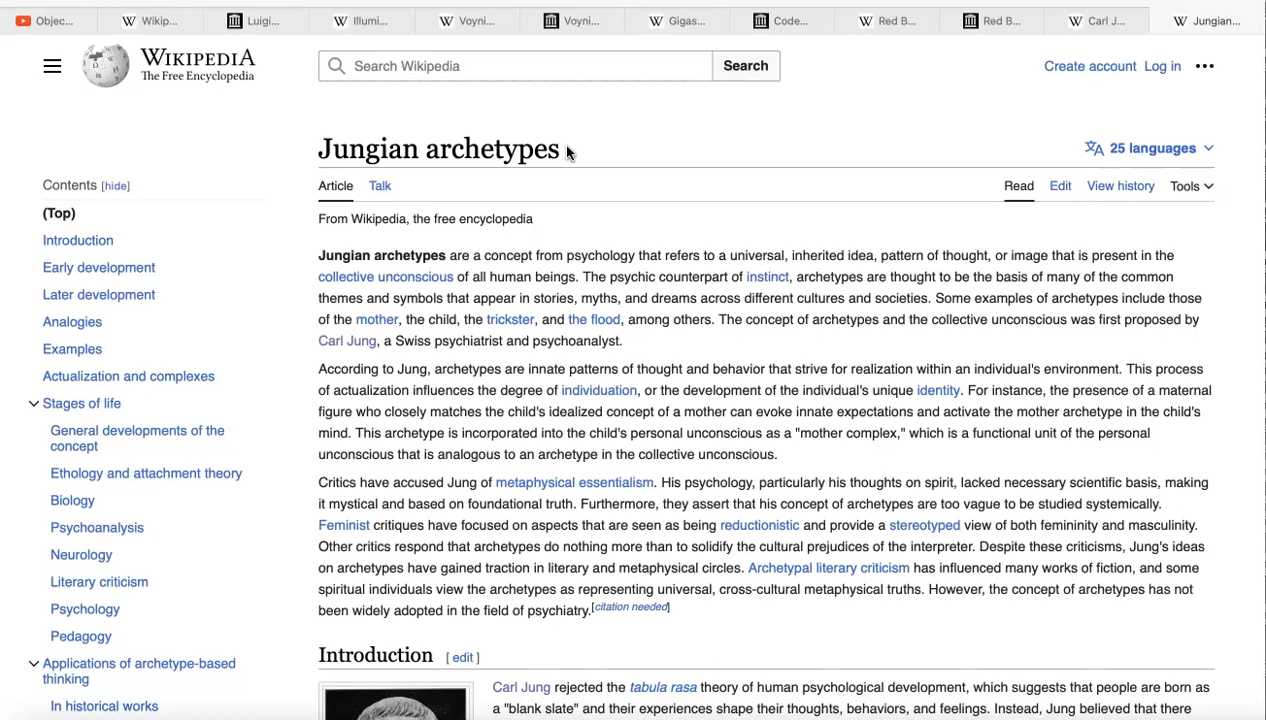 Objec...
Wikip...
Luigi...
Illumi...
Voyni...
Voyni...
Gigas...
Code...
Red B...
Red B...
Carl J...
Jungian...
WIKIPEDIA
The Free Encyclopedia
Search Wikipedia
Search
Create account Log in
Jungian archetypes
25 languages
Article Talk
Read Edit View history Tools
From Wikipedia, the free encyclopedia
Contents [hide]
(Top)
Introduction
Early development
Later development
Analogies
Examples
Actualization and complexes
Stages of life
General developments of the
concept
Ethology and attachment theory
Biology
Psychoanalysis
Neurology
Literary criticism
Psychology
Pedagogy
Applications of archetype-based
thinking
In historical works
Jungian archetypes are a concept from psychology that refers to a universal, inherited idea, pattern of thought, or image that is present in the
collective unconscious of all human beings. The psychic counterpart of instinct, archetypes are thought to be the basis of many of the common
themes and symbols that appear in stories, myths, and dreams across different cultures and societies. Some examples of archetypes include those
of the mother, the child, the trickster, and the flood, among others. The concept of archetypes and the collective unconscious was first proposed by
Carl Jung, a Swiss psychiatrist and psychoanalyst.
According to Jung, archetypes are innate patterns of thought and behavior that strive for realization within an individual's environment. This process
of actualization influences the degree of individuation, or the development of the individual's unique identity. For instance, the presence of a maternal
figure who closely matches the child's idealized concept of a mother can evoke innate expectations and activate the mother archetype in the child's
mind. This archetype is incorporated into the child's personal unconscious as a "mother complex," which is a functional unit of the personal
unconscious that is analogous to an archetype in the collective unconscious.
Critics have accused Jung of metaphysical essentialism. His psychology, particularly his thoughts on spirit, lacked necessary scientific basis, making
it mystical and based on foundational truth. Furthermore, they assert that his concept of archetypes are too vague to be studied systemically.
Feminist critiques have focused on aspects that are seen as being reductionistic and provide a stereotyped view of both femininity and masculinity.
Other critics respond that archetypes do nothing more than to solidify the cultural prejudices of the interpreter. Despite these criticisms, Jung's ideas
on archetypes have gained traction in literary and metaphysical circles. Archetypal literary criticism has influenced many works of fiction, and some
spiritual individuals view the archetypes as representing universal, cross-cultural metaphysical truths. However, the concept of archetypes has not
been widely adopted in the field of psychiatry.[citation needed]
Introduction [ edit ]
Carl Jung rejected the tabula rasa theory of human psychological development, which suggests that people are born as
a "blank slate" and their experiences shape their thoughts, behaviors, and feelings. Instead, Jung believed that there